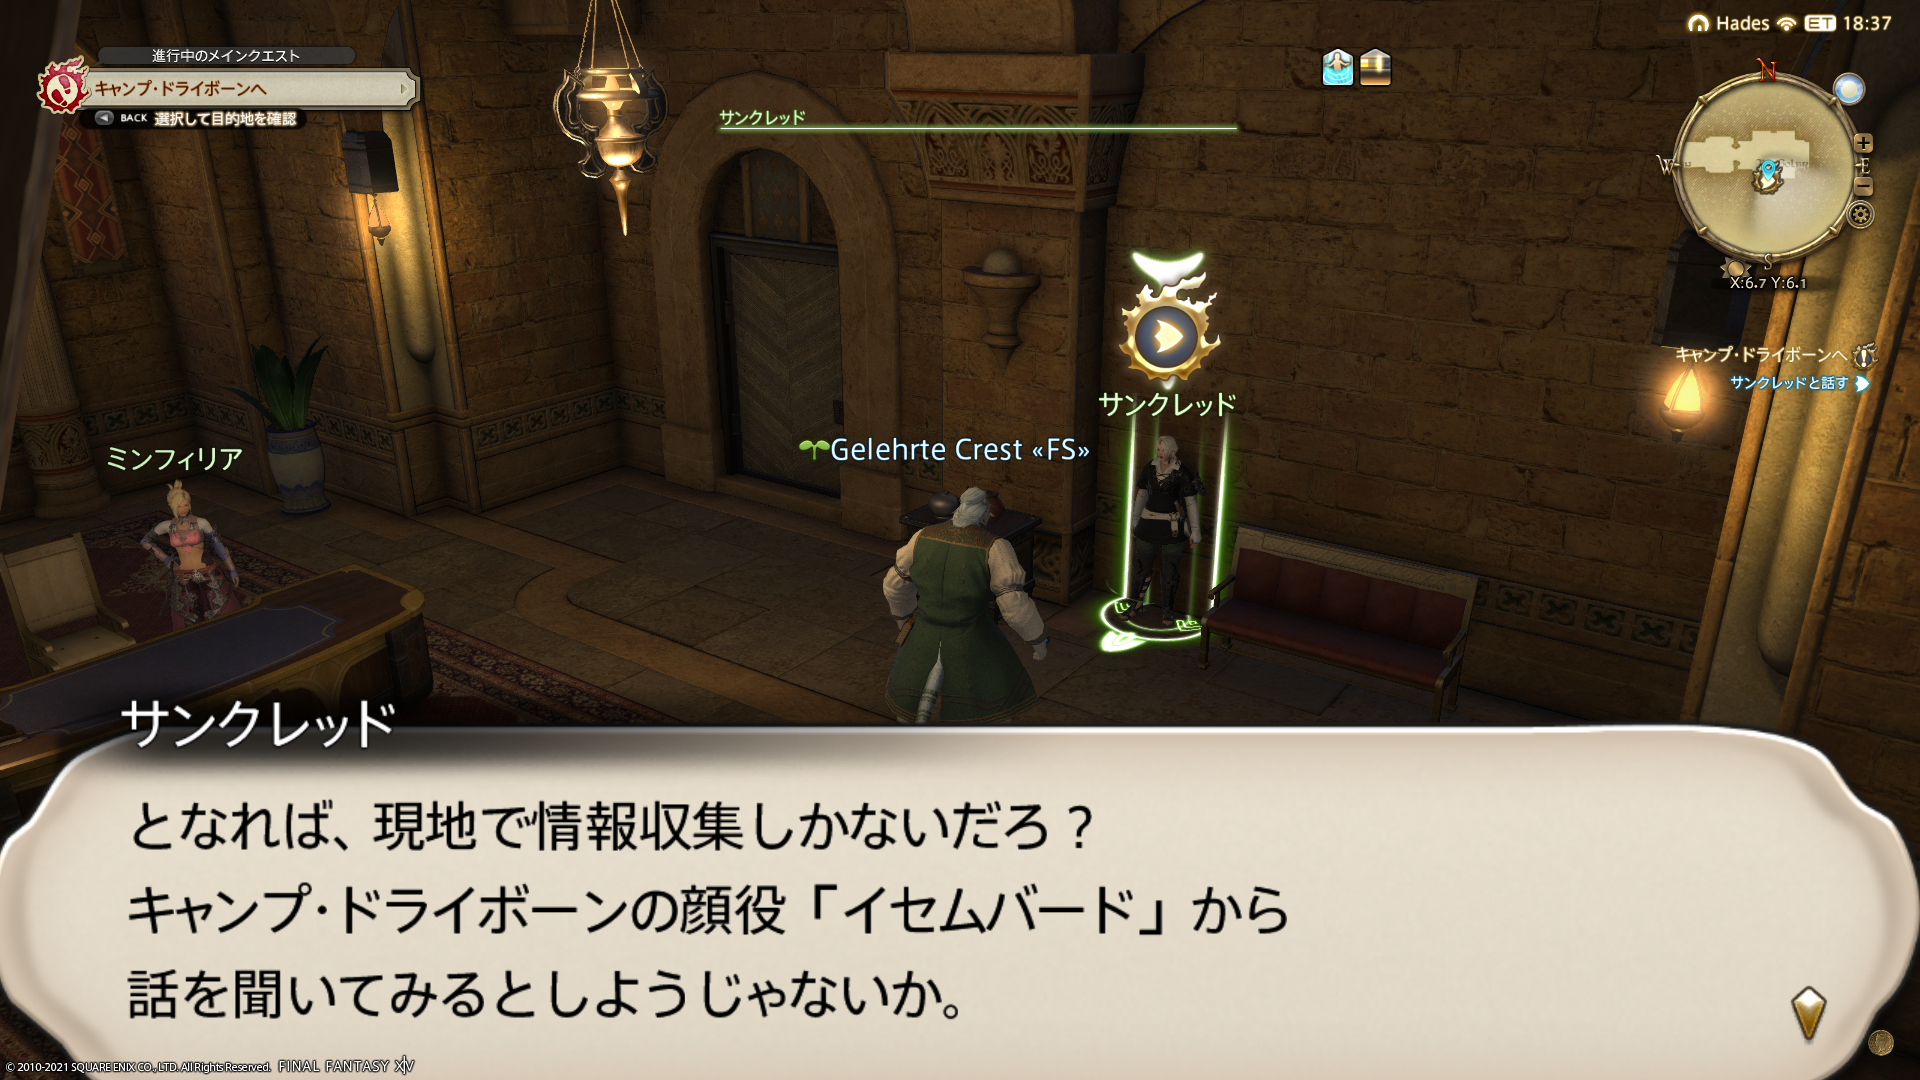 進行中のメインクエスト
キャンプ・ドライボーンへ
BACK 選択して目的地を確認
サンクレッド
Hades ET 18:37
N
W
E
S
X:6.7 Y:6.1
キャンプ・ドライボーンへ
サンクレッドと話す
サンクレッド
Gelehrte Crest «FS»
ミンフィリア
サンクレッド
となれば、現地で情報収集しかないだろ？
キャンプ・ドライボーンの顔役「イセムバード」から
話を聞いてみるとしようじゃないか。
© 2010-2021 SQUARE ENIX CO., LTD. All Rights Reserved. FINAL FANTASY XIV